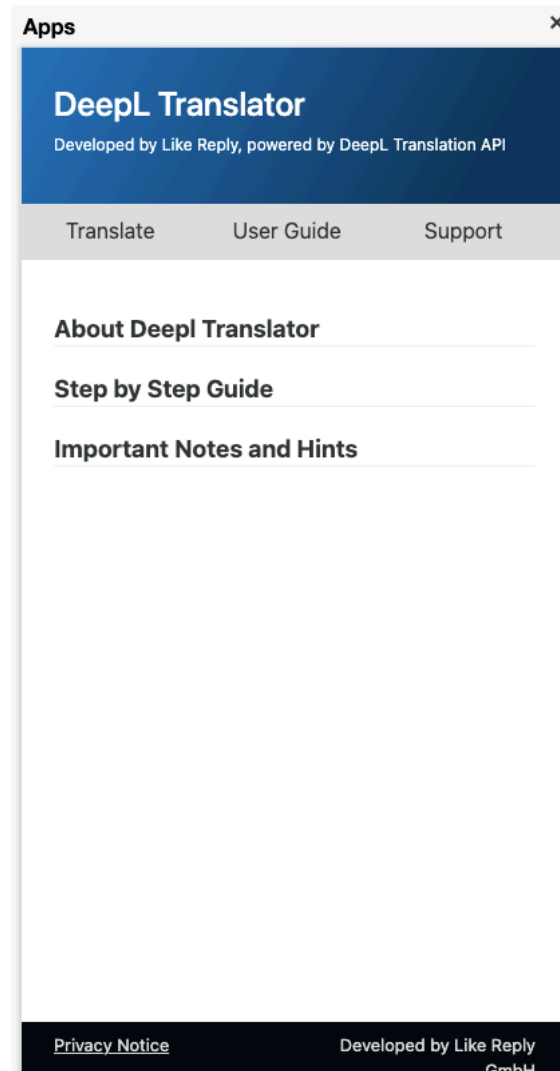 Apps
DeepL Translator
Developed by Like Reply, powered by DeepL Translation API
Translate User Guide Support
About Deepl Translator
Step by Step Guide
Important Notes and Hints
Privacy Notice Developed by Like Reply
GmbH